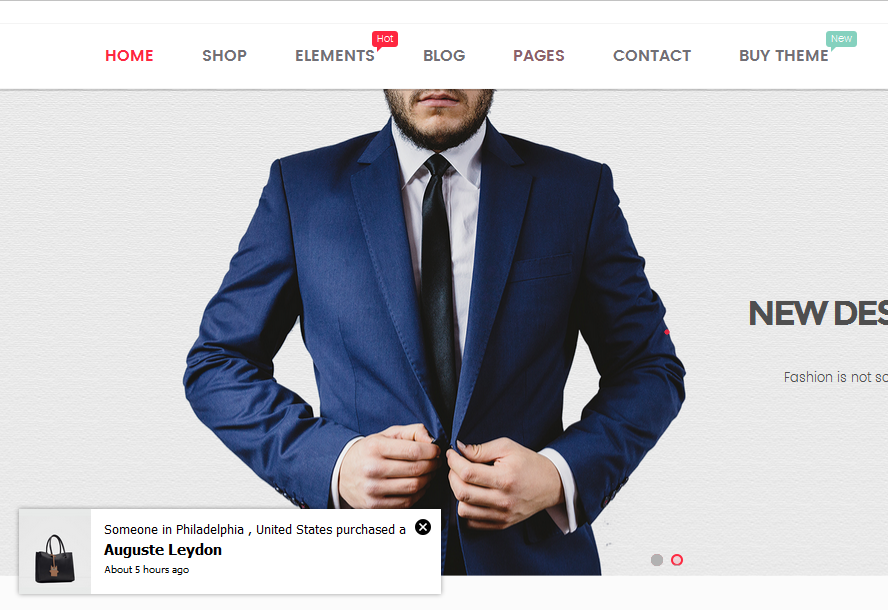 Hot
New
HOME SHOP ELEMENTS BLOG PAGES CONTACT BUY THEME
NEW DES
Fashion is not so
Someone in Philadelphia , United States purchased a
Auguste Leydon
About 5 hours ago